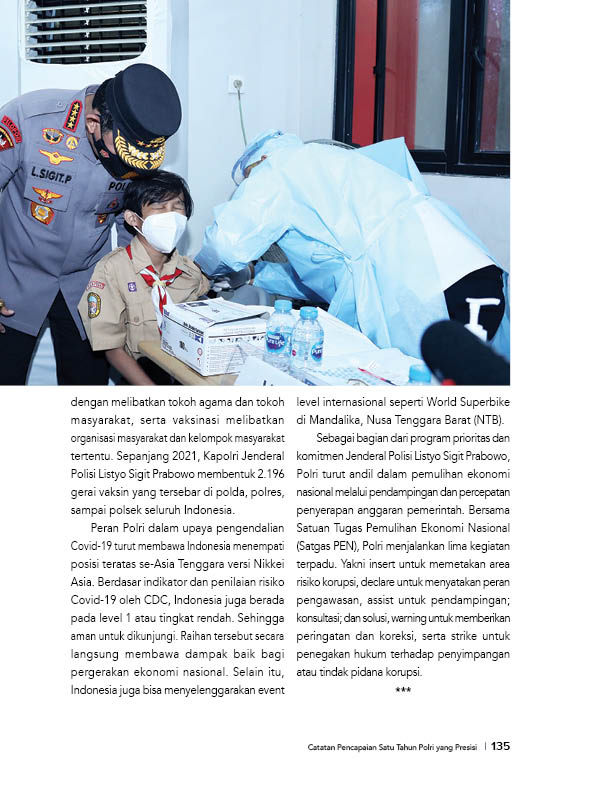 L.SIGIT.P
POLRI
Nestlé
PURE LIFE
Pure
dengan melibatkan tokoh agama dan tokoh
masyarakat, serta vaksinasi melibatkan
organisasi masyarakat dan kelompok masyarakat
tertentu. Sepanjang 2021, Kapolri Jenderal
Polisi Listyo Sigit Prabowo membentuk 2.196
gerai vaksin yang tersebar di polda, polres,
sampai polsek seluruh Indonesia.
Peran Polri dalam upaya pengendalian
Covid-19 turut membawa Indonesia menempati
posisi teratas se-Asia Tenggara versi Nikkei
Asia. Berdasar indikator dan penilaian risiko
Covid-19 oleh CDC, Indonesia juga berada
pada level 1 atau tingkat rendah. Sehingga
aman untuk dikunjungi. Raihan tersebut secara
langsung membawa dampak baik bagi
pergerakan ekonomi nasional. Selain itu,
Indonesia juga bisa menyelenggarakan event
level internasional seperti World Superbike
di Mandalika, Nusa Tenggara Barat (NTB).
Sebagai bagian dari program prioritas dan
komitmen Jenderal Polisi Listyo Sigit Prabowo,
Polri turut andil dalam pemulihan ekonomi
nasional melalui pendampingan dan percepatan
penyerapan anggaran pemerintah. Bersama
Satuan Tugas Pemulihan Ekonomi Nasional
(Satgas PEN), Polri menjalankan lima kegiatan
terpadu. Yakni insert untuk memetakan area
risiko korupsi, declare untuk menyatakan peran
pengawasan, assist untuk pendampingan;
konsultasi; dan solusi, warning untuk memberikan
peringatan dan koreksi, serta strike untuk
penegakan hukum terhadap penyimpangan
atau tindak pidana korupsi.
***
Catatan Pencapaian Satu Tahun Polri yang Presisi | 135